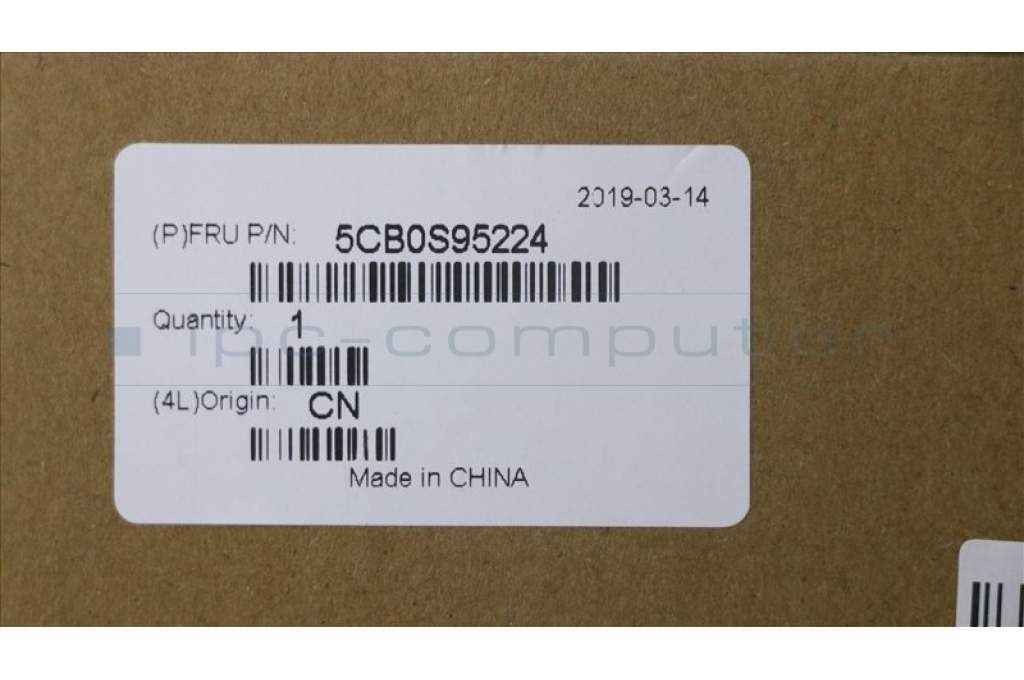 2019-03-14
(P)FRU P/N: 5CB0S95224
Quantity: 1
ipc-computer
(4L)Origin: CN
Made in CHINA